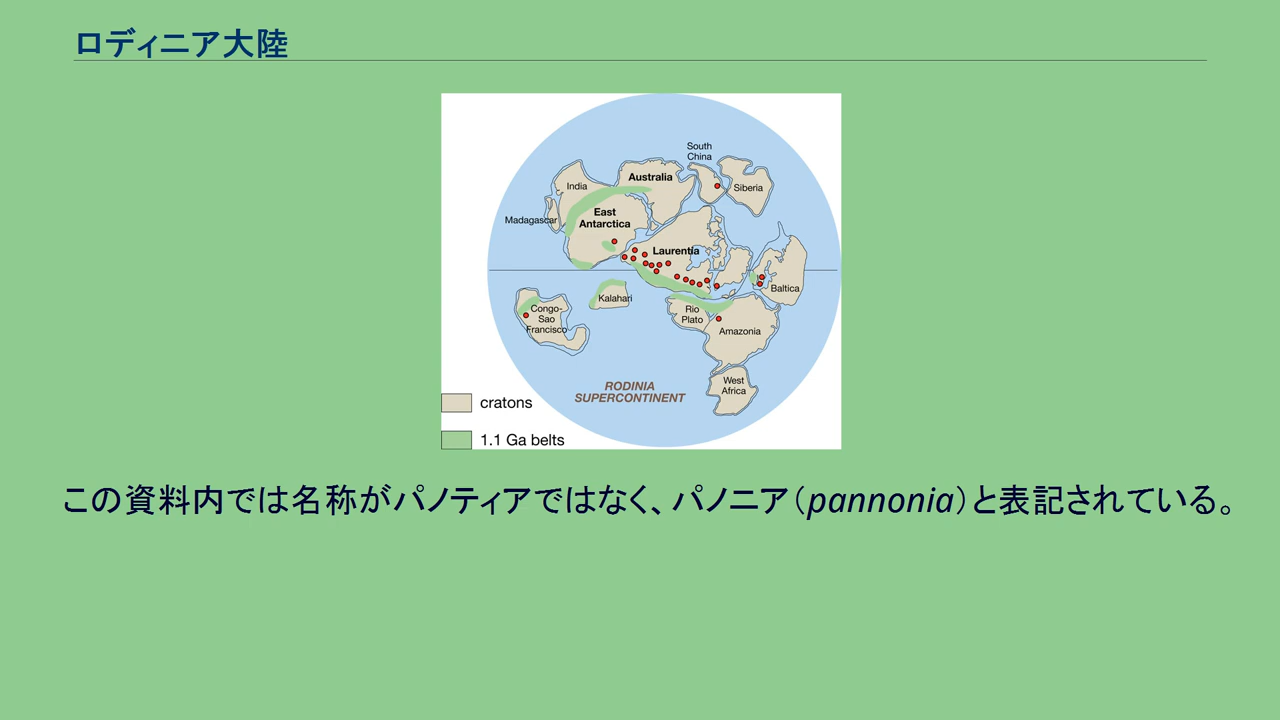 ロディニア大陸
South
China
Siberia
Australia
India
Madagascar
East
Antarctica
Laurentia
Baltica
Kalahari
Congo-
Sao
Francisco
Rio
Plato
Amazonia
West
Africa
RODINIA
SUPERCONTINENT
cratons
1.1 Ga belts
この資料内では名称がパノティアではなく、パノニア（pannonia）と表記されている。